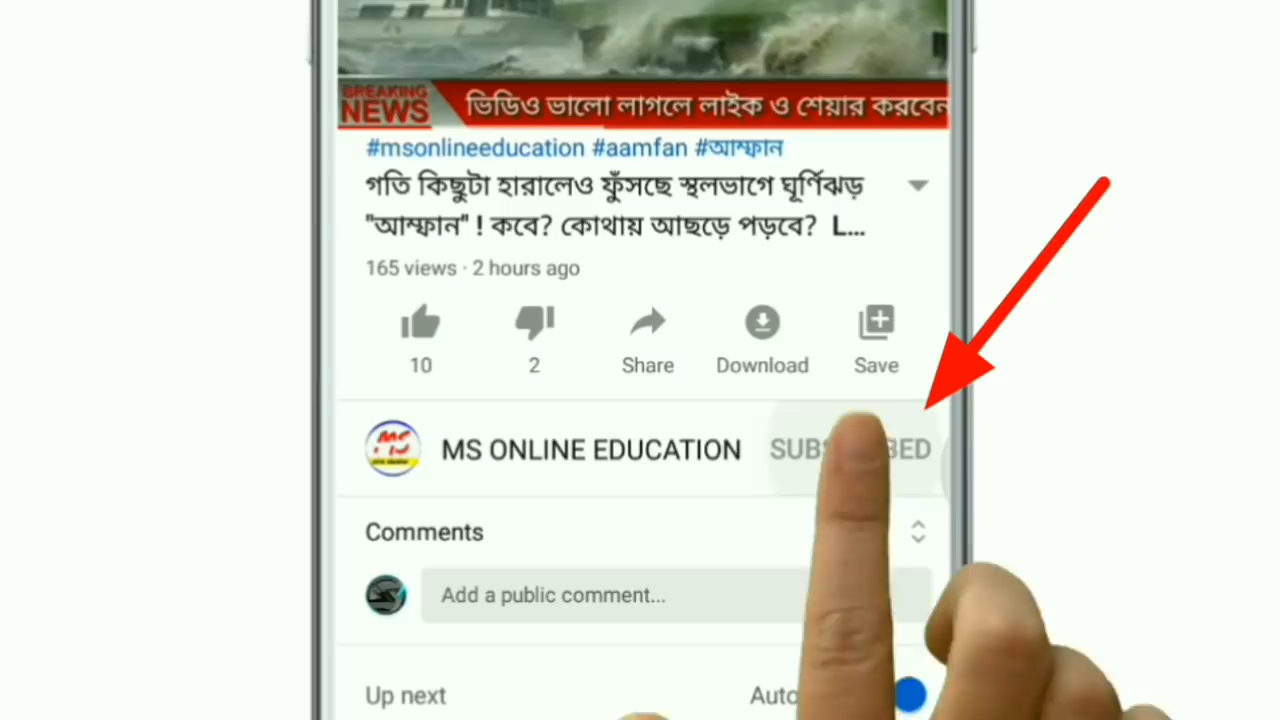 BREAKING
NEWS
ভিডিও ভালো লাগলে লাইক ও শেয়ার করবেন
#msonlineeducation #aamfan #আম্ফান
গতি কিছুটা হারালেও ফুঁসছে স্থলভাগে ঘূর্ণিঝড়
"আম্ফান" ! কবে? কোথায় আছড়ে পড়বে? L...
165 views · 2 hours ago
10 2 Share Download Save
MS
MS ONLINE EDUCATION
Comments
Add a public comment...
Up next